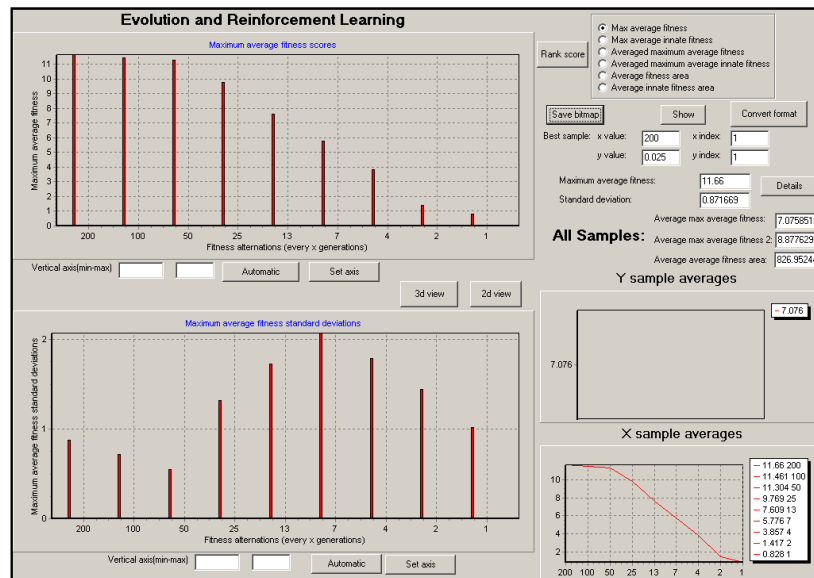 Evolution and Reinforcement Learning
Maximum average fitness scores
Maximum average fitness
11
10
9
8
7
6
5
4
3
2
1
0
200 100 50 25 13 7 4 2 1
Fitness alternations (every x generations)
Vertical axis(min-max) Automatic Set axis
3d view 2d view
Maximum average fitness standard deviations
Maximum average fitness standard deviations
2
1
0
200 100 50 25 13 7 4 2 1
Fitness alternations (every x generations)
Vertical axis(min-max) Automatic Set axis
Rank score
Max average fitness
Max average innate fitness
Averaged maximum average fitness
Averaged maximum average innate fitness
Average fitness area
Average innate fitness area
Save bitmap Show Convert format
Best sample: x value: 200 x index: 1
y value: 0.025 y index: 1
Maximum average fitness: 11.66
Standard deviation: 0.871669
Details
All Samples:
Average max average fitness: 7.075851
Average max average fitness 2: 8.877629
Average average fitness area: 826.9524
Y sample averages
7.076
7.076
X sample averages
10
8
6
4
2
200 100 50 25 13 7 4 2 1
11.66 200
11.461 100
11.304 50
9.769 25
7.609 13
5.776 7
3.857 4
1.417 2
0.828 1